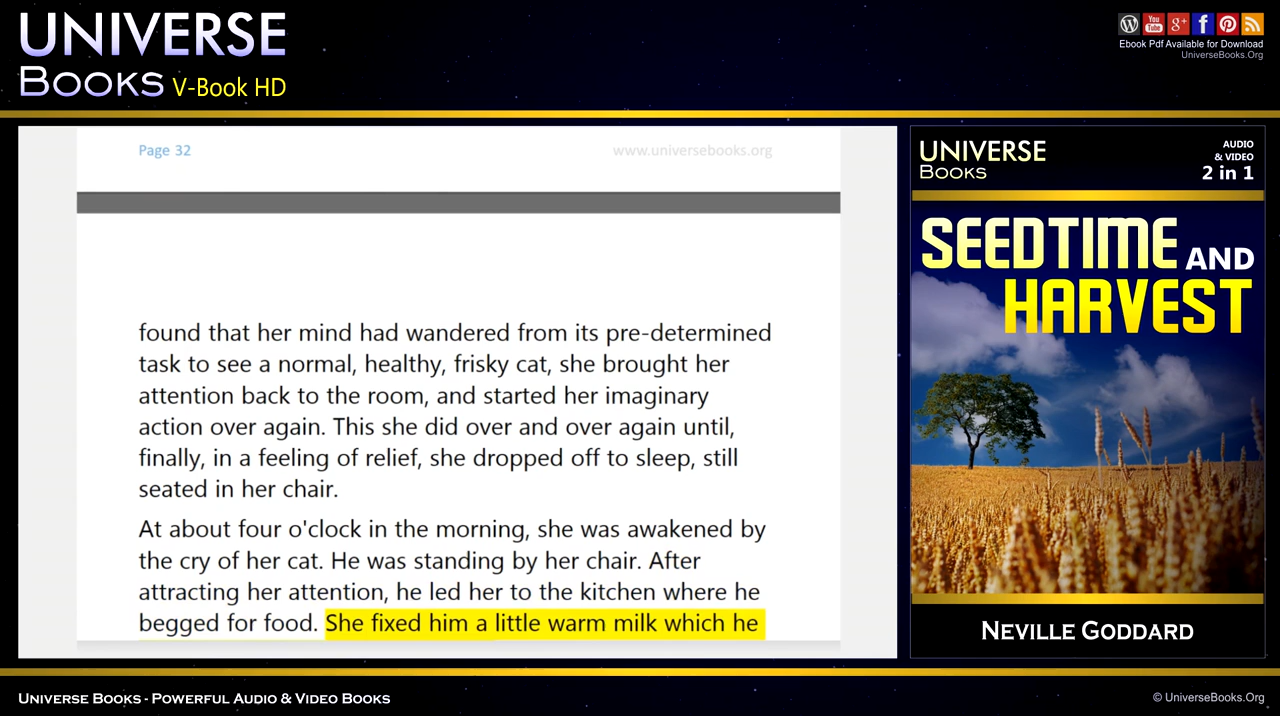 UNIVERSE
BOOKS V-Book HD
Ebook Pdf Available for Download
UniverseBooks.Org
Page 32
www.universebooks.org
found that her mind had wandered from its pre-determined
task to see a normal, healthy, frisky cat, she brought her
attention back to the room, and started her imaginary
action over again. This she did over and over again until,
finally, in a feeling of relief, she dropped off to sleep, still
seated in her chair.
At about four o'clock in the morning, she was awakened by
the cry of her cat. He was standing by her chair. After
attracting her attention, he led her to the kitchen where he
begged for food. She fixed him a little warm milk which he
UNIVERSE
BOOKS
AUDIO
& VIDEO
2 in 1
SEEDTIME AND
HARVEST
NEVILLE GODDARD
UNIVERSE BOOKS - POWERFUL AUDIO & VIDEO BOOKS
© UniverseBooks.Org